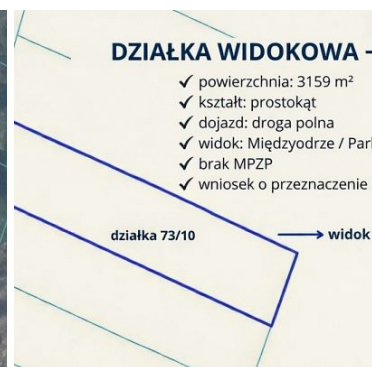 DZIAŁKA WIDOKOWA -
✓ powierzchnia: 3159 m²
✓ kształt: prostokąt
✓ dojazd: droga polna
✓ widok: Międzyodrze / Park
✓ brak MPZP
✓ wniosek o przeznaczenie
działka 73/10
widok